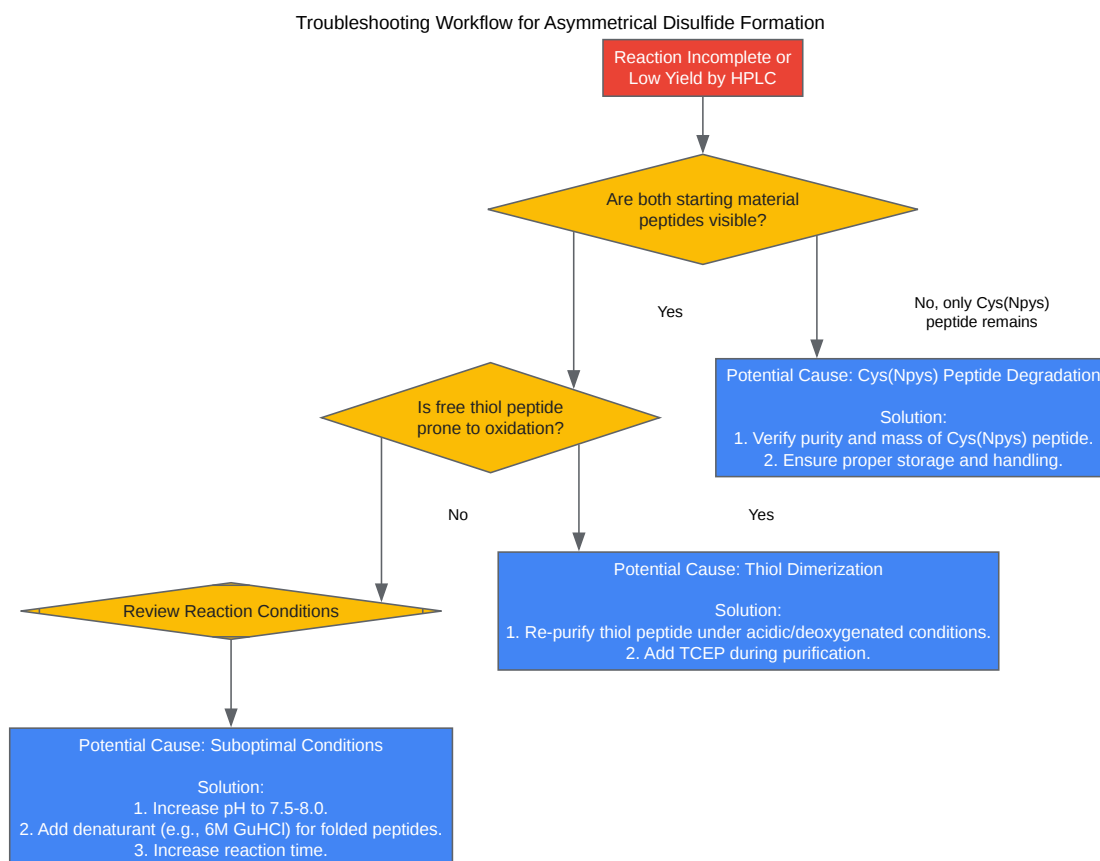 Troubleshooting Workflow for Asymmetrical Disulfide Formation
Reaction Incomplete or
Low Yield by HPLC
Are both starting material
peptides visible?
Yes
No, only Cys(Npys)
peptide remains
Is free thiol peptide
prone to oxidation?
Potential Cause: Cys(Npys) Peptide Degradation
Solution:
1. Verify purity and mass of Cys(Npys) peptide.
2. Ensure proper storage and handling.
No
Yes
Review Reaction Conditions
Potential Cause: Thiol Dimerization
Solution:
1. Re-purify thiol peptide under acidic/deoxygenated conditions.
2. Add TCEP during purification.
Potential Cause: Suboptimal Conditions
Solution:
1. Increase pH to 7.5-8.0.
2. Add denaturant (e.g., 6M GuHCl) for folded peptides.
3. Increase reaction time.